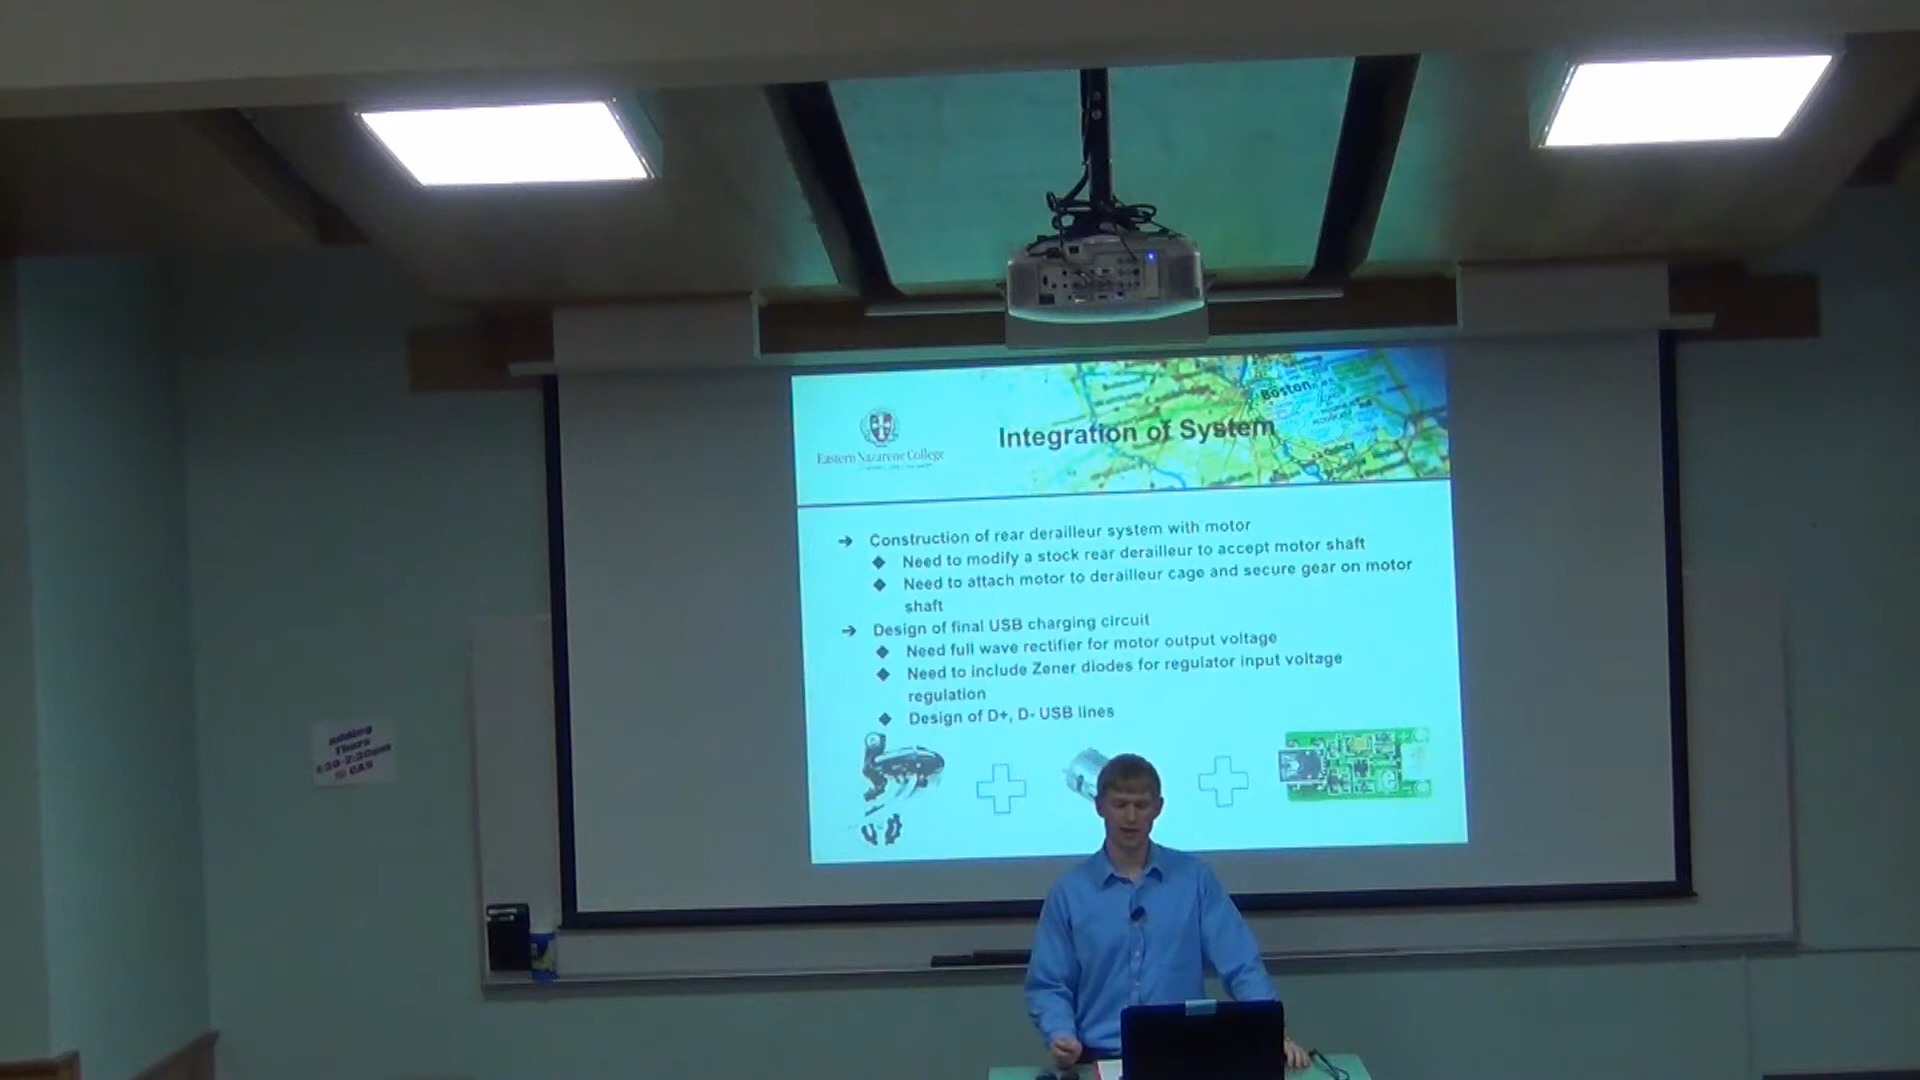 Boston
Eastern Nazarene College
Integration of System
➔ Construction of rear derailleur system with motor
◆ Need to modify a stock rear derailleur to accept motor shaft
◆ Need to attach motor to derailleur cage and secure gear on motor
shaft
➔ Design of final USB charging circuit
◆ Need full wave rectifier for motor output voltage
◆ Need to include Zener diodes for regulator input voltage
regulation
◆ Design of D+, D- USB lines
Thurs
@ CAS